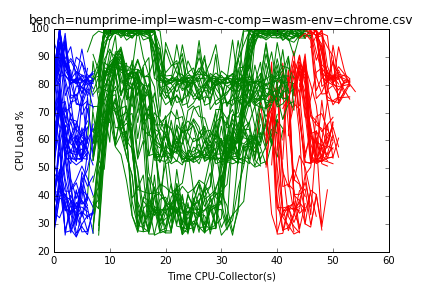 bench=numprime-impl=wasm-c-comp=wasm-env=chrome.csv
100
90
80
70
60
50
40
30
20
CPU Load %
0 10 20 30 40 50 60
Time CPU-Collector(s)